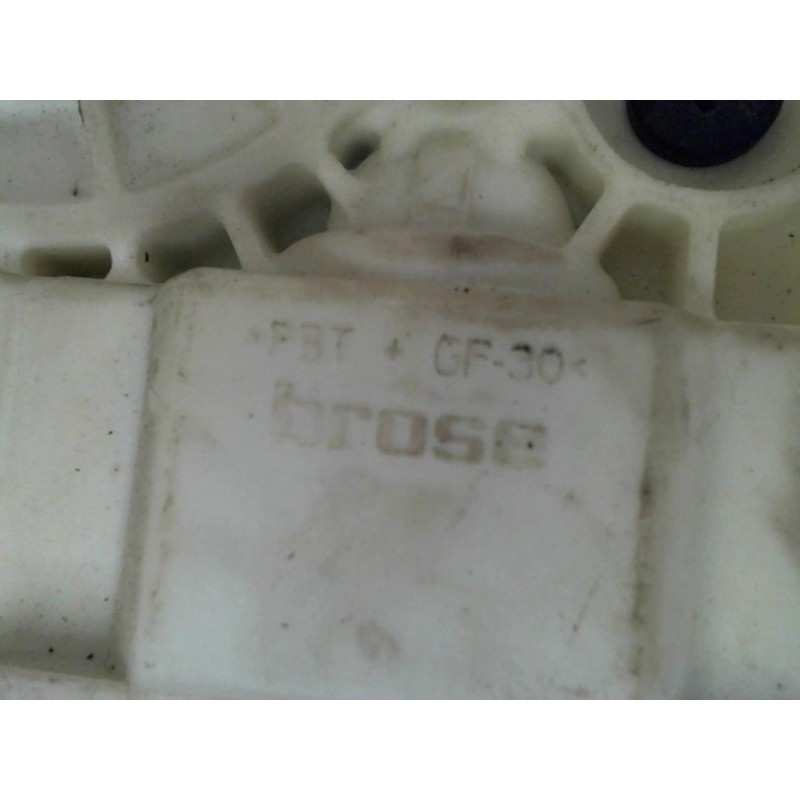 >PBT + GF-30<
brose